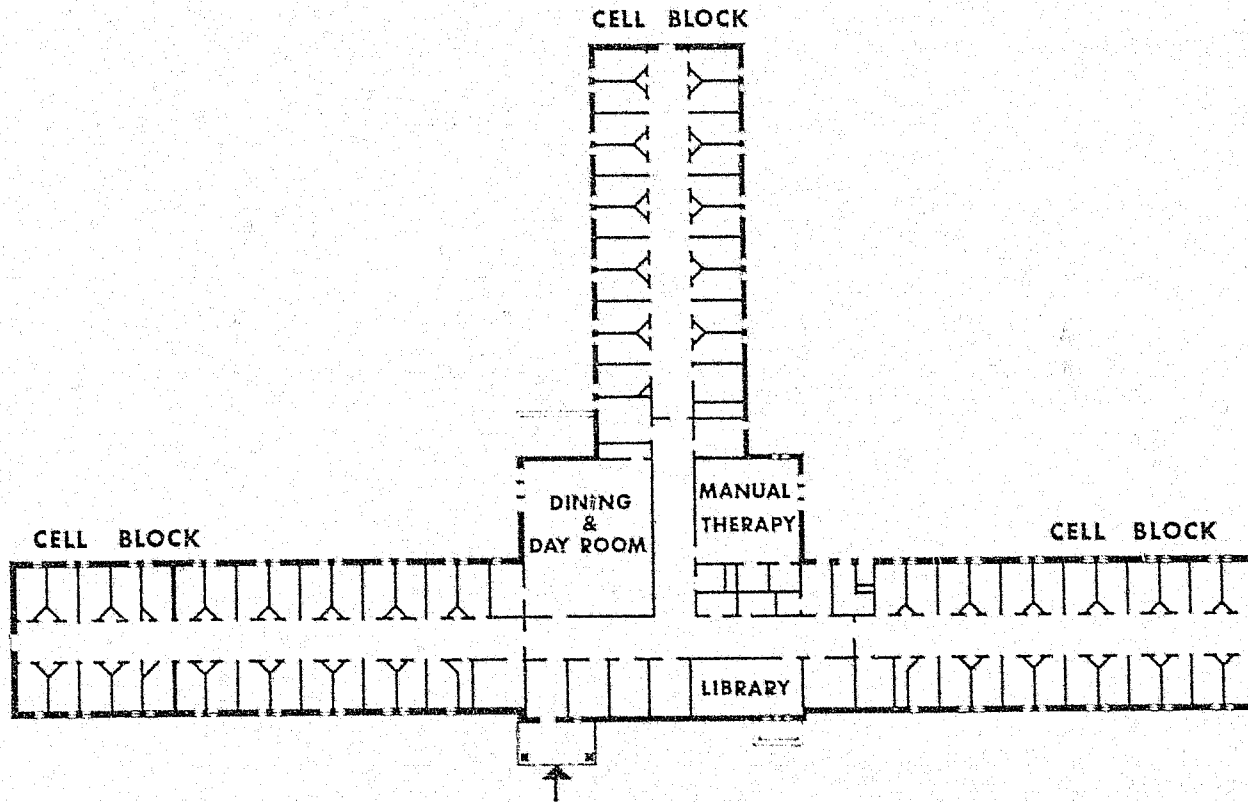 CELL BLOCK
DINING
&
DAY ROOM
MANUAL
THERAPY
CELL BLOCK
CELL BLOCK
LIBRARY